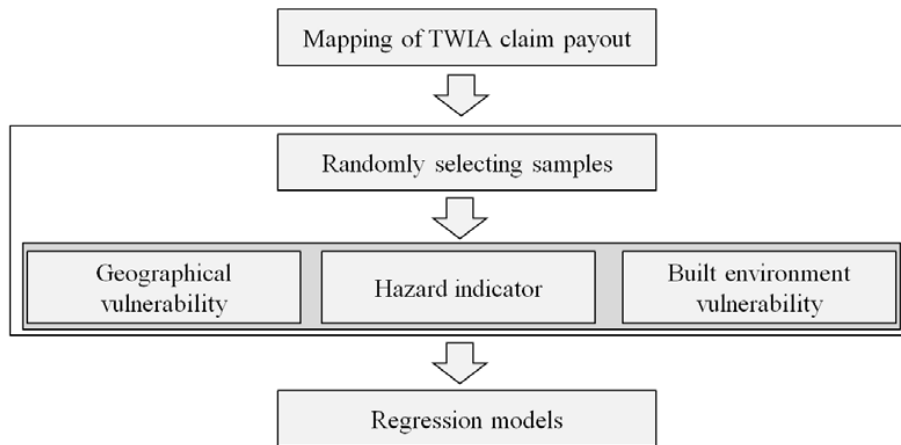 Mapping of TWIA claim payout
Randomly selecting samples
Geographical
vulnerability
Hazard indicator
Built environment
vulnerability
Regression models